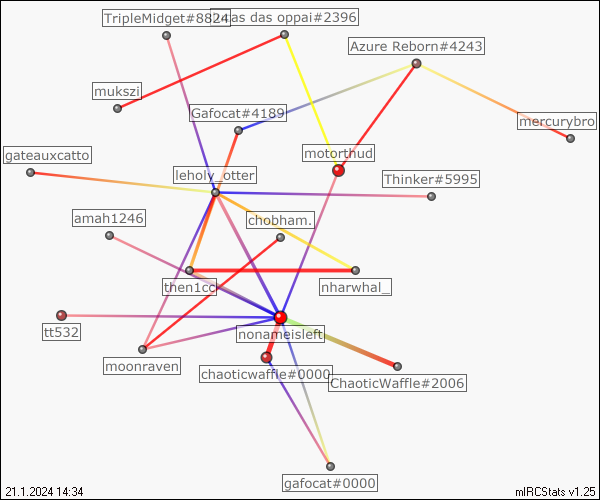 TripleMidget#8824
das oppai#2396
Azure Reborn#4243
mukszi
Gafocat#4189
mercurybro
gateauxcatto
motorthud
leholy_otter
Thinker#5995
amah1246
chobham.
then1cc
nharwhal_
tt532
nonameisleft
moonraven
chaoticwaffle#0000
ChaoticWaffle#2006
gafocat#0000
21.1.2024 14:34
mIRCStats v1.25